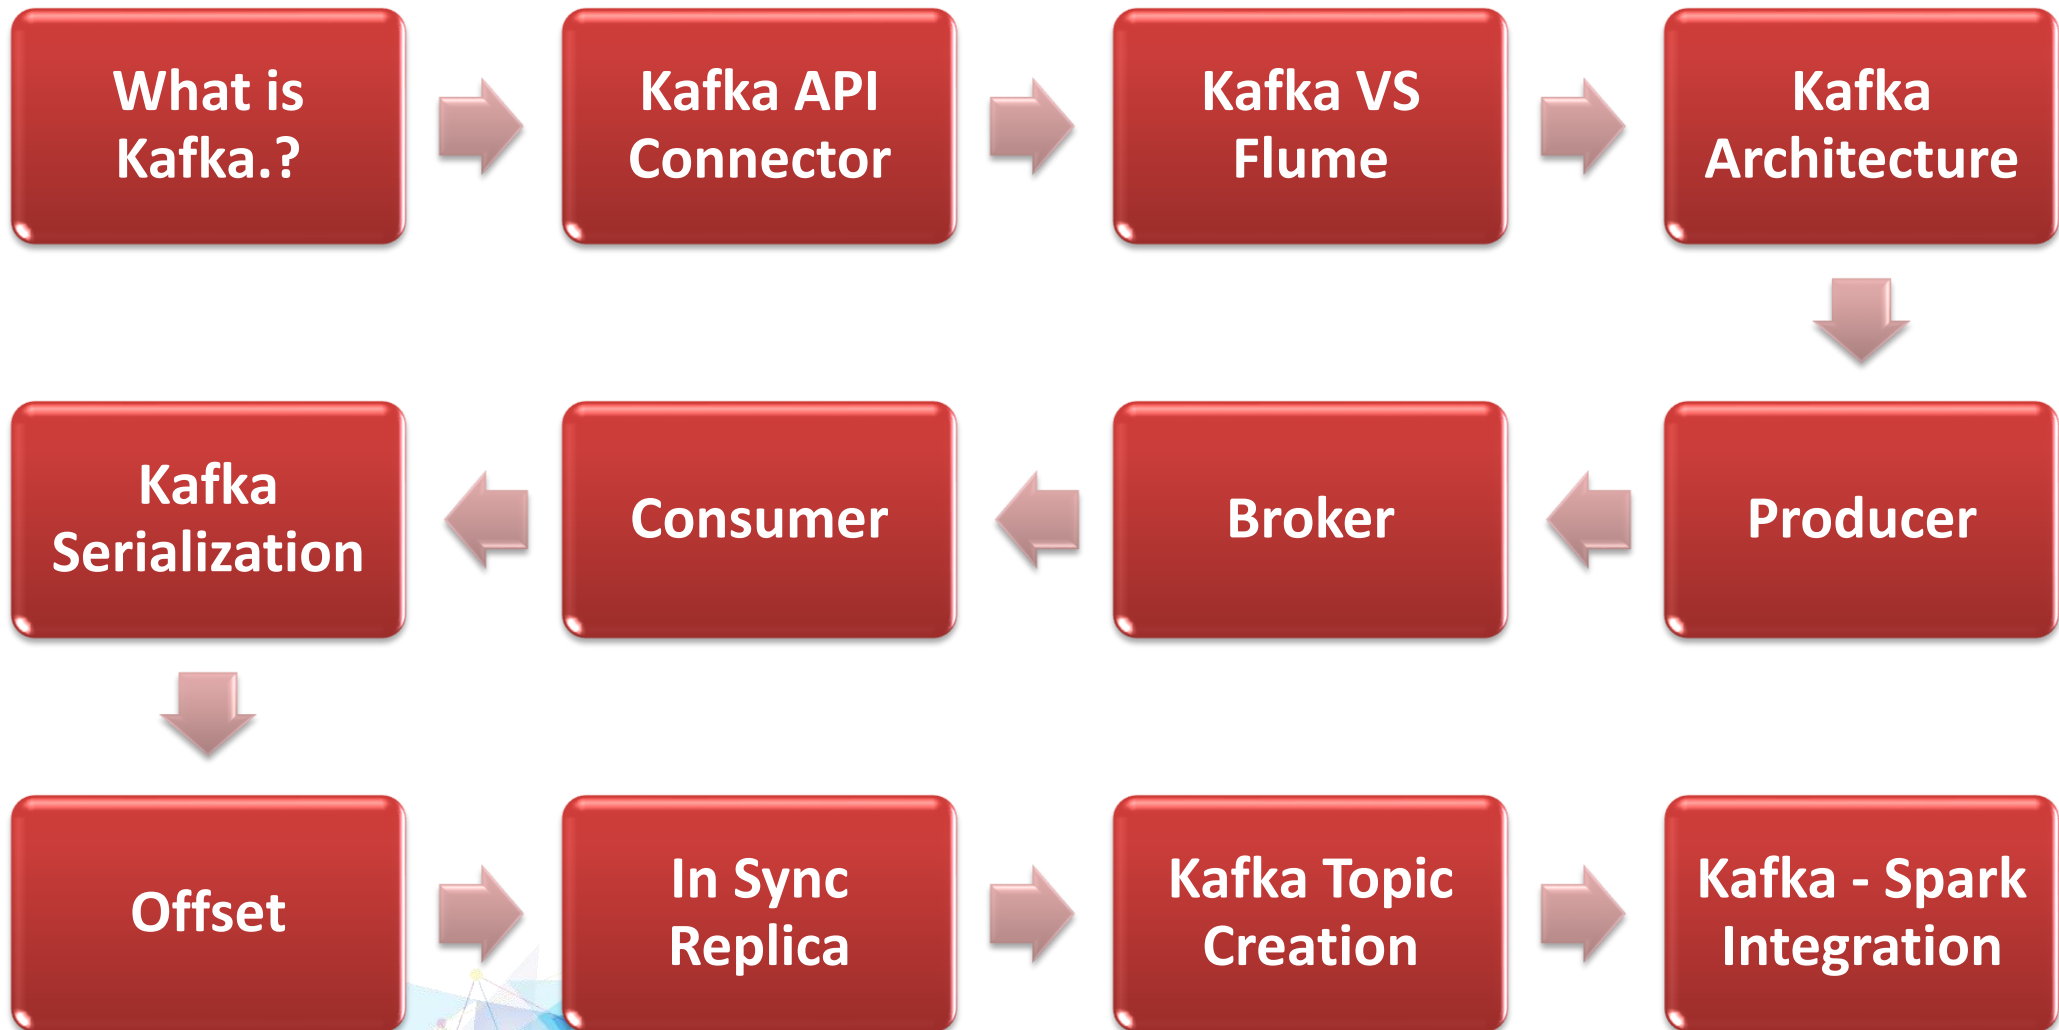 What is
Kafka.?
Kafka API
Connector
Kafka VS
Flume
Kafka
Architecture
Producer
Broker
Consumer
Kafka
Serialization
Offset
In Sync
Replica
Kafka Topic
Creation
Kafka - Spark
Integration